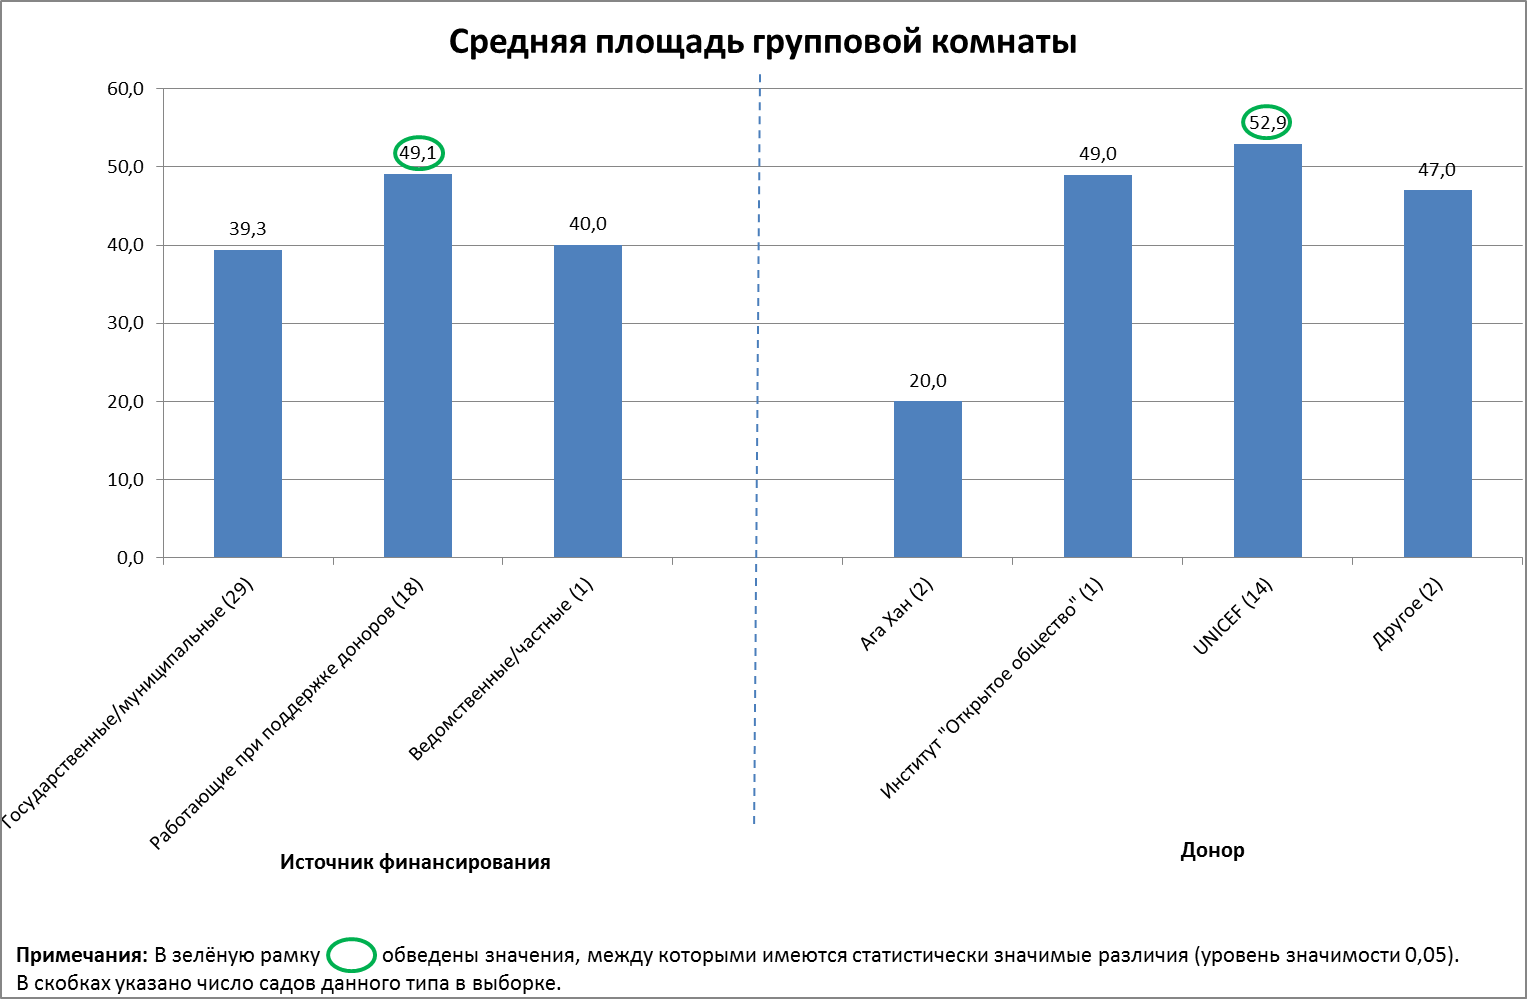 Средняя площадь групповой комнаты
60,0
50,0
40,0
30,0
20,0
10,0
0,0
39,3
49,1
40,0
20,0
49,0
52,9
47,0
Государственные/муниципальные (29)
Работающие при поддержке доноров (18)
Ведомственные/частные (1)
Ага Хан (2)
Институт "Открытое общество" (1)
UNICEF (14)
Другое (2)
Источник финансирования
Донор
Примечания: В зелёную рамку обведены значения, между которыми имеются статистически значимые различия (уровень значимости 0,05).
В скобках указано число садов данного типа в выборке.